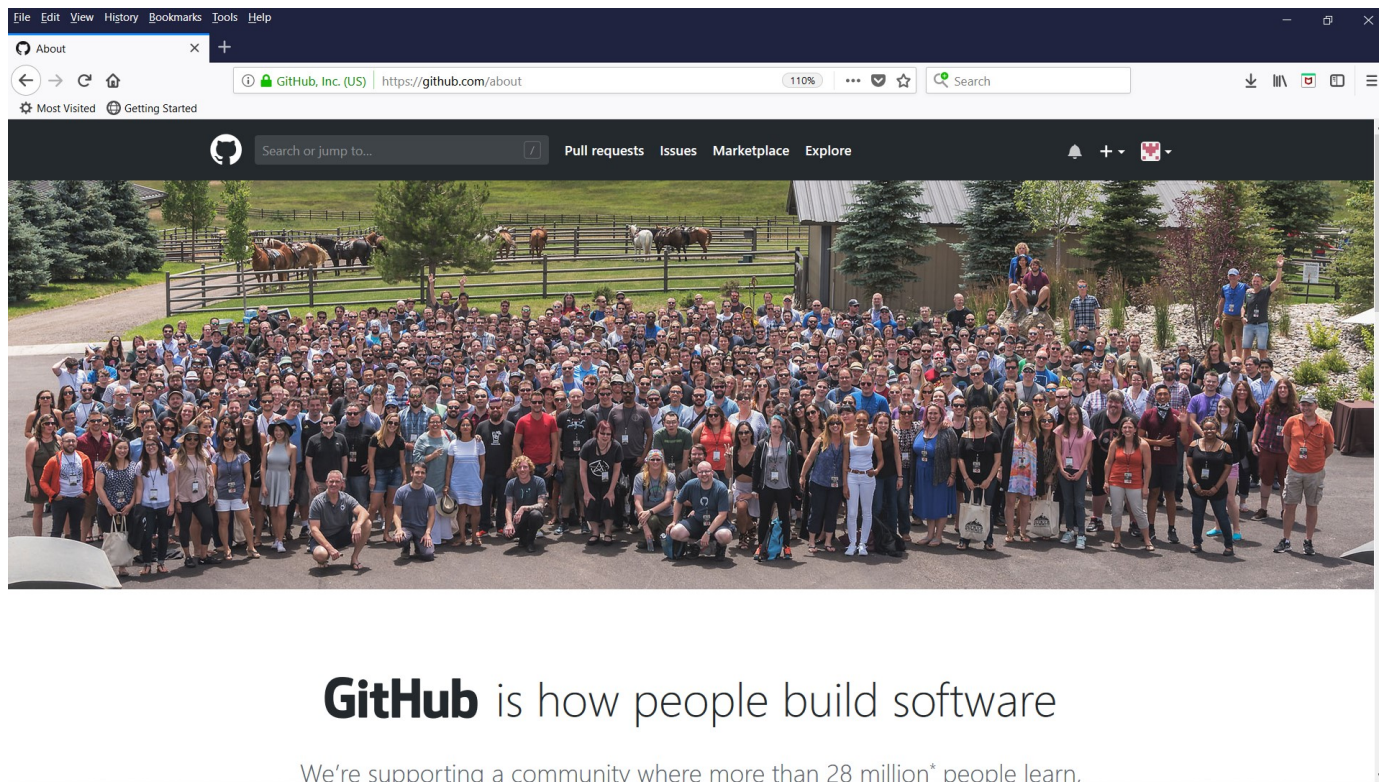 File Edit View History Bookmarks Tools Help
About
GitHub, Inc. (US) https://github.com/about 110% Search
Most Visited Getting Started
Search or jump to... / Pull requests Issues Marketplace Explore
GitHub is how people build software
We're supporting a community where more than 28 million* people learn,